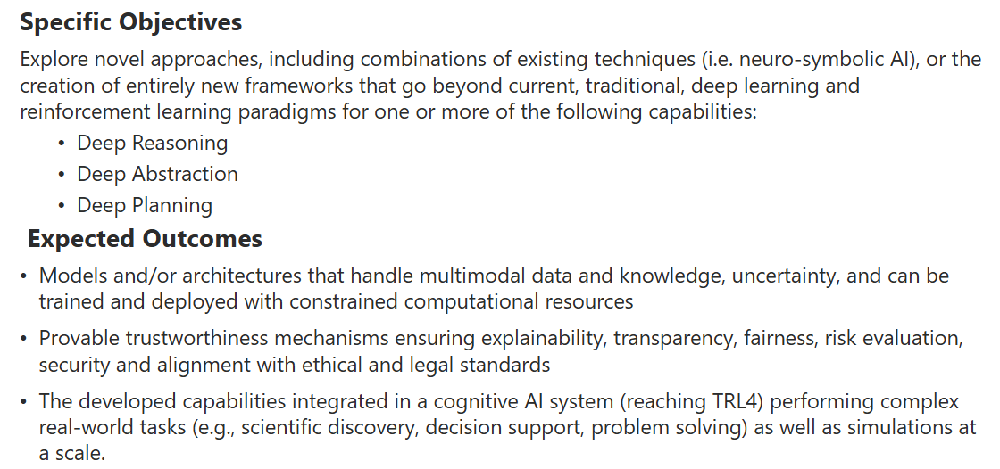 Specific Objectives
Explore novel approaches, including combinations of existing techniques (i.e. neuro-symbolic AI), or the
creation of entirely new frameworks that go beyond current, traditional, deep learning and
reinforcement learning paradigms for one or more of the following capabilities:
• Deep Reasoning
• Deep Abstraction
• Deep Planning
Expected Outcomes
• Models and/or architectures that handle multimodal data and knowledge, uncertainty, and can be
trained and deployed with constrained computational resources
• Provable trustworthiness mechanisms ensuring explainability, transparency, fairness, risk evaluation,
security and alignment with ethical and legal standards
• The developed capabilities integrated in a cognitive AI system (reaching TRL4) performing complex
real-world tasks (e.g., scientific discovery, decision support, problem solving) as well as simulations at
a scale.